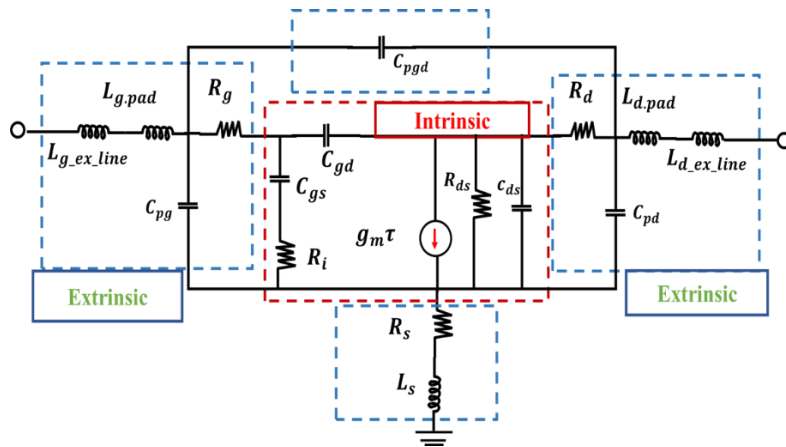 C_pgd
L_g.pad
R_g
R_d
L_d.pad
Intrinsic
L_g_ex_line
C_gd
L_d_ex_line
C_gs
R_ds
c_ds
C_pg
C_pd
g_m τ
R_i
Extrinsic
Extrinsic
R_s
L_s